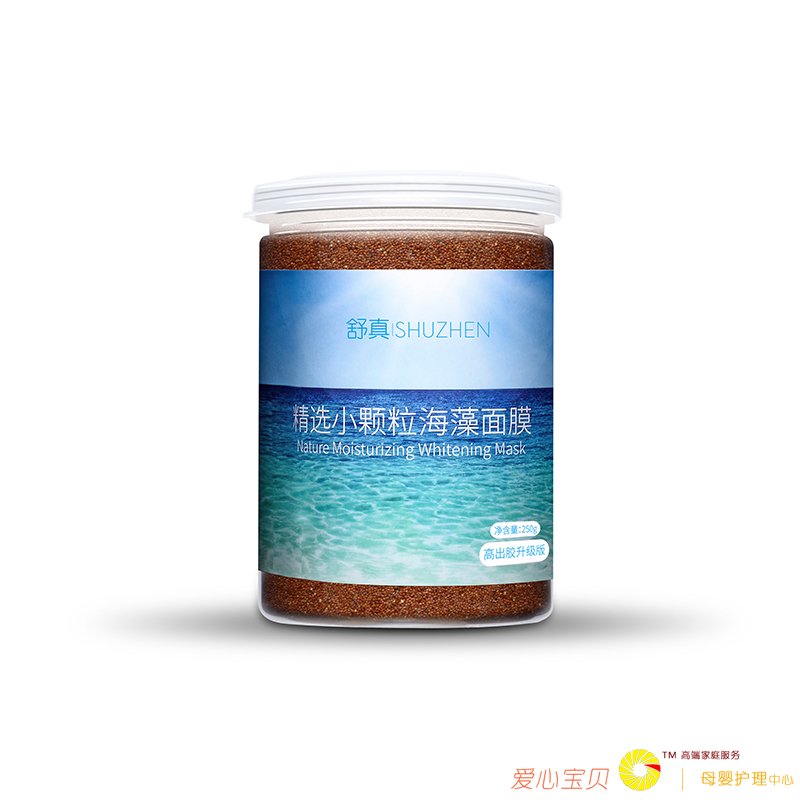 舒真|SHUZHEN
精选小颗粒海藻面膜
Nature Moisturizing Whitening Mask
净含量:250g
高出胶升级版
爱心宝贝 TM 高端家庭服务
母婴护理中心